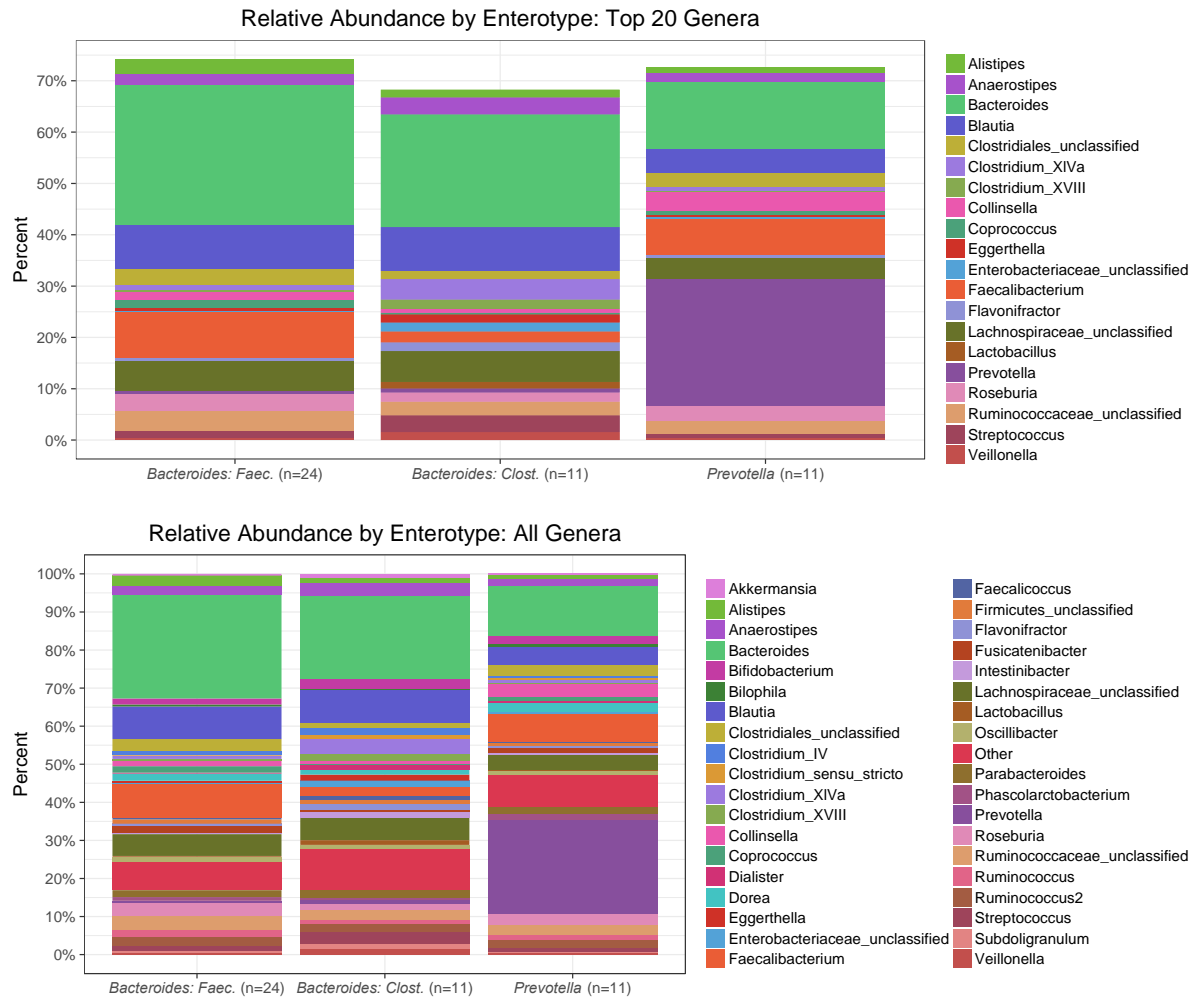 Relative Abundance by Enterotype: Top 20 Genera
Percent
70%
60%
50%
40%
30%
20%
10%
0%
Bacteroides: Faec. (n=24)
Bacteroides: Clost. (n=11)
Prevotella (n=11)
Alistipes
Anaerostipes
Bacteroides
Blautia
Clostridiales_unclassified
Clostridium_XIVa
Clostridium_XVIII
Collinsella
Coprococcus
Eggerthella
Enterobacteriaceae_unclassified
Faecalibacterium
Flavonifractor
Lachnospiraceae_unclassified
Lactobacillus
Prevotella
Roseburia
Ruminococcaceae_unclassified
Streptococcus
Veillonella
Relative Abundance by Enterotype: All Genera
Percent
100%
90%
80%
70%
60%
50%
40%
30%
20%
10%
0%
Bacteroides: Faec. (n=24)
Bacteroides: Clost. (n=11)
Prevotella (n=11)
Akkermansia
Alistipes
Anaerostipes
Bacteroides
Bifidobacterium
Bilophila
Blautia
Clostridiales_unclassified
Clostridium_IV
Clostridium_sensu_stricto
Clostridium_XIVa
Clostridium_XVIII
Collinsella
Coprococcus
Dialister
Dorea
Eggerthella
Enterobacteriaceae_unclassified
Faecalibacterium
Faecalicoccus
Firmicutes_unclassified
Flavonifractor
Fusicatenibacter
Intestinibacter
Lachnospiraceae_unclassified
Lactobacillus
Oscillibacter
Other
Parabacteroides
Phascolarctobacterium
Prevotella
Roseburia
Ruminococcaceae_unclassified
Ruminococcus
Ruminococcus2
Streptococcus
Subdoligranulum
Veillonella